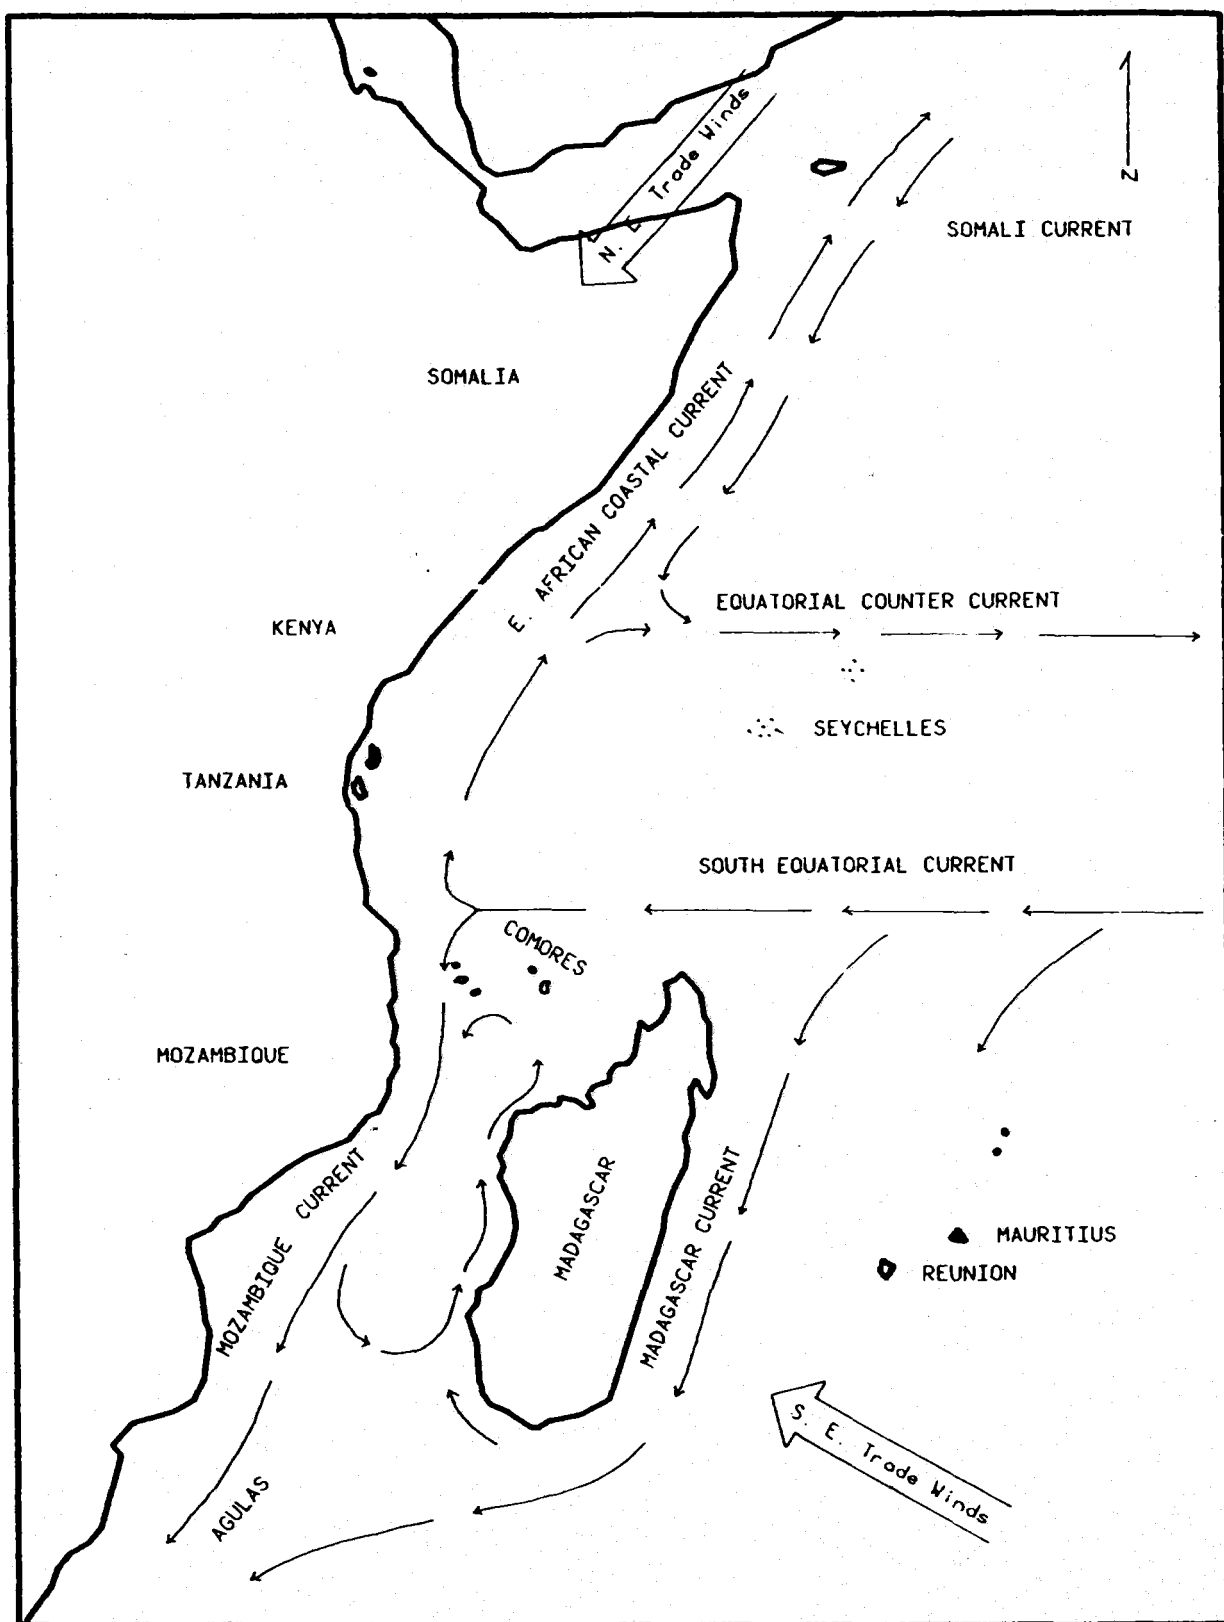 N. E. Trade Winds
N
SOMALI CURRENT
SOMALIA
E. AFRICAN COASTAL CURRENT
EQUATORIAL COUNTER CURRENT
KENYA
SEYCHELLES
TANZANIA
SOUTH EQUATORIAL CURRENT
COMORES
MOZAMBIQUE
MOZAMBIQUE CURRENT
MADAGASCAR
MADAGASCAR CURRENT
MAURITIUS
REUNION
S. E. Trade Winds
AGULAS